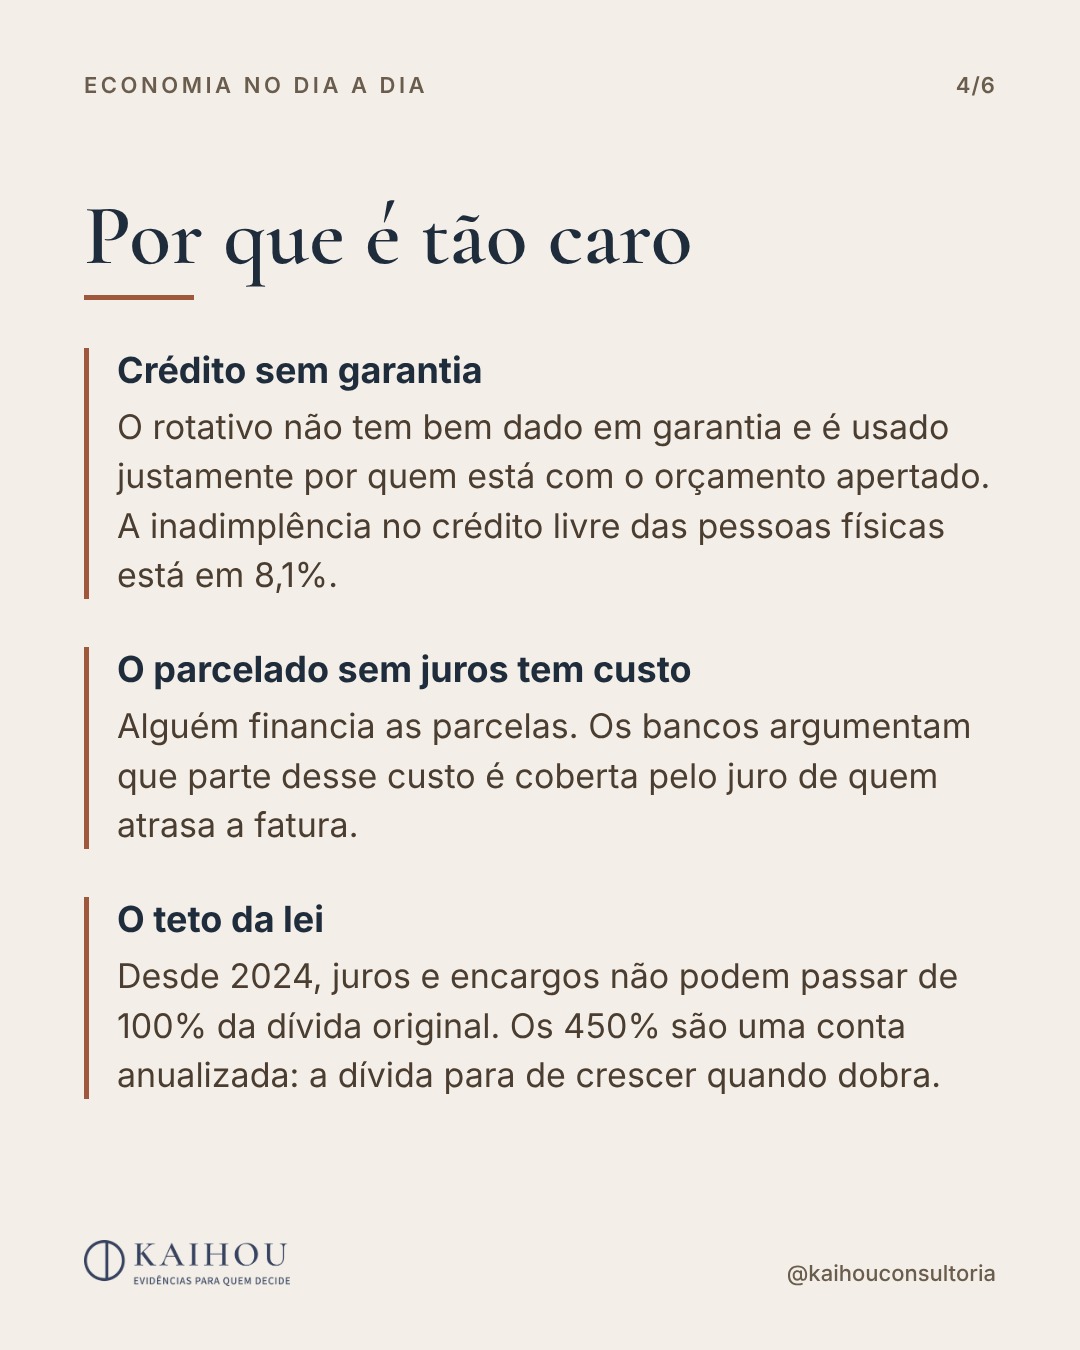 ECONOMIA NO DIA A DIA
4/6
Por que é tão caro
Crédito sem garantia
O rotativo não tem bem dado em garantia e é usado
justamente por quem está com o orçamento apertado.
A inadimplência no crédito livre das pessoas físicas
está em 8,1%.
O parcelado sem juros tem custo
Alguém financia as parcelas. Os bancos argumentam
que parte desse custo é coberta pelo juro de quem
atrasa a fatura.
O teto da lei
Desde 2024, juros e encargos não podem passar de
100% da dívida original. Os 450% são uma conta
anualizada: a dívida para de crescer quando dobra.
KAIHOU
EVIDÊNCIAS PARA QUEM DECIDE
@kaihouconsultoria